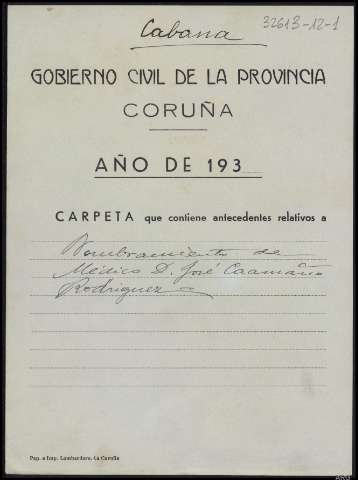 Cabana
32613-12-1
GOBIERNO CIVIL DE LA PROVINCIA
CORUÑA
AÑO DE 193
CARPETA que contiene antecedentes relativos a
Nombramiento de
Médico D. José Caamaño
Rodriguez
Pap. e Imp. Lombardero.-La Coruña